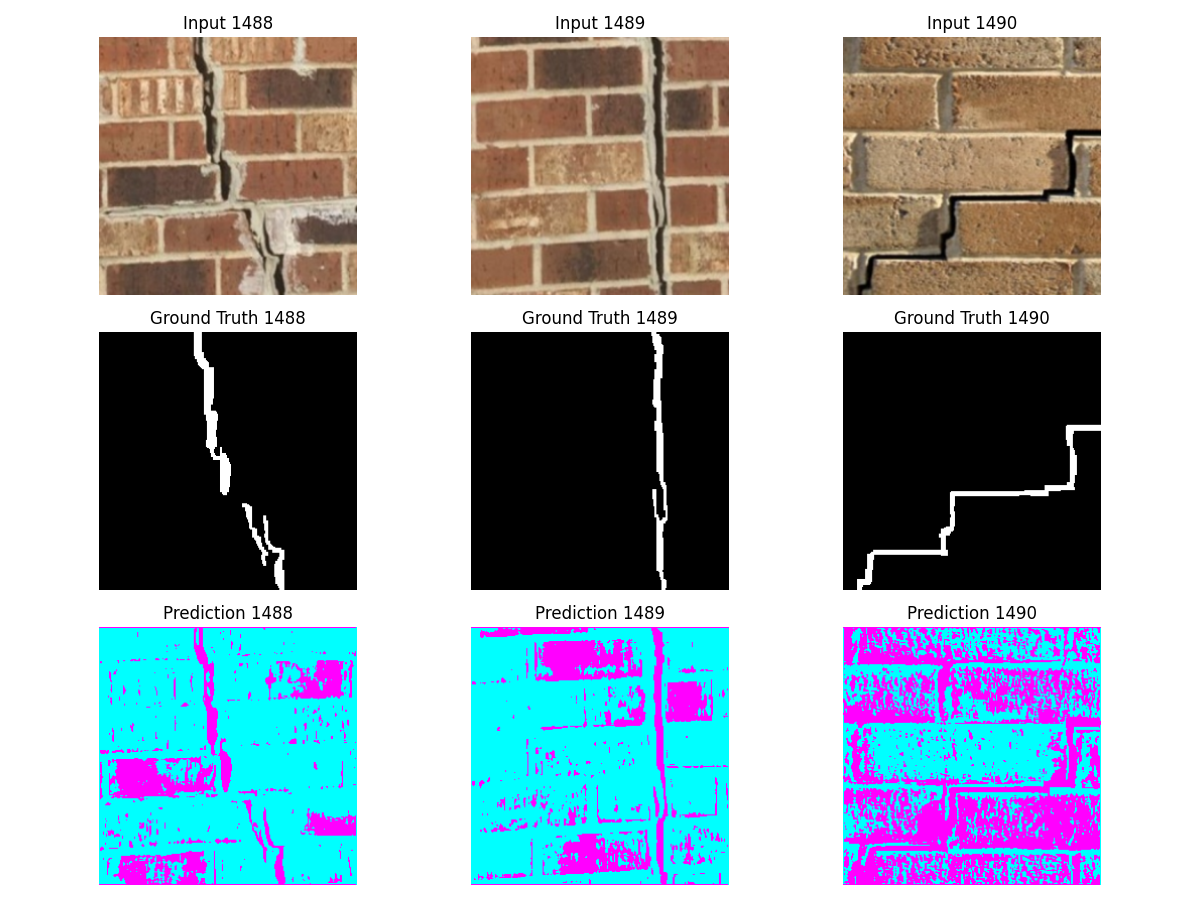 Input 1488
Input 1489
Input 1490
Ground Truth 1488
Ground Truth 1489
Ground Truth 1490
Prediction 1488
Prediction 1489
Prediction 1490